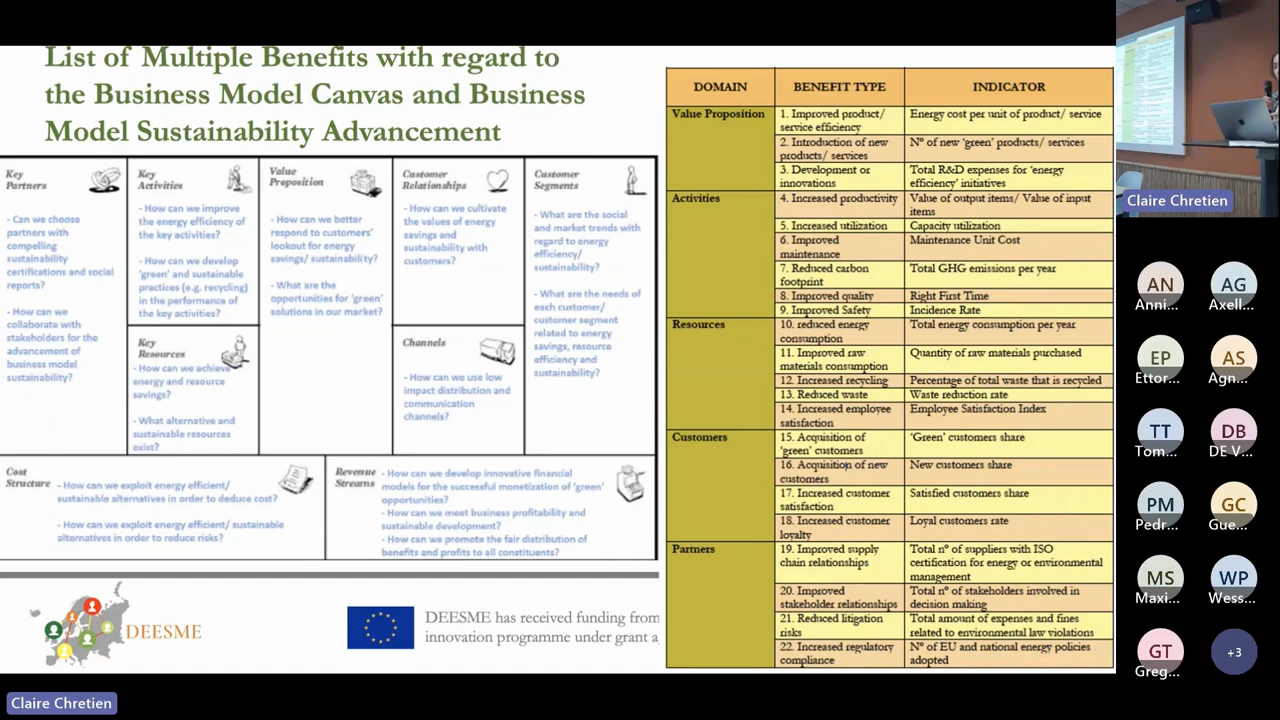 List of Multiple Benefits with regard to
the Business Model Canvas and Business
Model Sustainability Advancement
Key
Partners
- Can we choose
partners with
compelling
sustainability
certifications and social
reports?
- How can we
collaborate with
stakeholders for the
advancement of
business model
sustainability?
Key
Activities
- How can we improve
the energy efficiency of
the key activities?
- How can we develop
'green' and sustainable
practices (e.g. recycling)
in the performance of
the key activities?
Key
Resources
- How can we achieve
energy and resource
savings?
- What alternative and
sustainable resources
exist?
Value
Proposition
- How can we better
respond to customers'
lookout for energy
savings/ sustainability?
- What are the
opportunities for 'green'
solutions in our market?
Customer
Relationships
- How can we cultivate
the values of energy
savings and
sustainability with
customers?
Channels
- How can we use low
impact distribution and
communication
channels?
Customer
Segments
- What are the social
and market trends with
regard to energy
efficiency/
sustainability?
- What are the needs of
each customer/
customer segment
related to energy
savings, resource
efficiency and
sustainability?
Cost
Structure
- How can we exploit energy efficient/
sustainable alternatives in order to deduce cost?
- How can we exploit energy efficient/ sustainable
alternatives in order to reduce risks?
Revenue
Streams
- How can we develop innovative financial
models for the successful monetization of 'green'
opportunities?
- How can we meet business profitability and
sustainable development?
- How can we promote the fair distribution of
benefits and profits to all constituents?
DEESME
DEESME has received funding from
innovation programme under grant a
DOMAIN BENEFIT TYPE INDICATOR
Value Proposition 1. Improved product/ Energy cost per unit of product/ service
service efficiency
2. Introduction of new Nº of new 'green' products/ services
products/ services
3. Development or Total R&D expenses for 'energy
innovations efficiency' initiatives
Activities 4. Increased productivity Value of output items/ Value of input
items
5. Increased utilization Capacity utilization
6. Improved Maintenance Unit Cost
maintenance
7. Reduced carbon Total GHG emissions per year
footprint
8. Improved quality Right First Time
9. Improved Safety Incidence Rate
Resources 10. reduced energy Total energy consumption per year
consumption
11. Improved raw Quantity of raw materials purchased
materials consumption
12. Increased recycling Percentage of total waste that is recycled
13. Reduced waste Waste reduction rate
14. Increased employee Employee Satisfaction Index
satisfaction
Customers 15. Acquisition of 'Green' customers share
'green' customers
16. Acquisition of new New customers share
customers
17. Increased customer Satisfied customers share
satisfaction
18. Increased customer Loyal customers rate
loyalty
Partners 19. Improved supply Total nº of suppliers with ISO
chain relationships certification for energy or environmental
management
20. Improved Total nº of stakeholders involved in
stakeholder relationships decision making
21. Reduced litigation Total amount of expenses and fines
risks related to environmental law violations
22. Increased regulatory Nº of EU and national energy policies
compliance adopted
Claire Chretien
AN AG
Anni... Axell...
EP AS
Ettor... Agn...
TT DB
Tom... DE V...
PM GC
Pedr... Gue...
MS WP
Maxi... Wess...
GT +3
Greg...
Claire Chretien